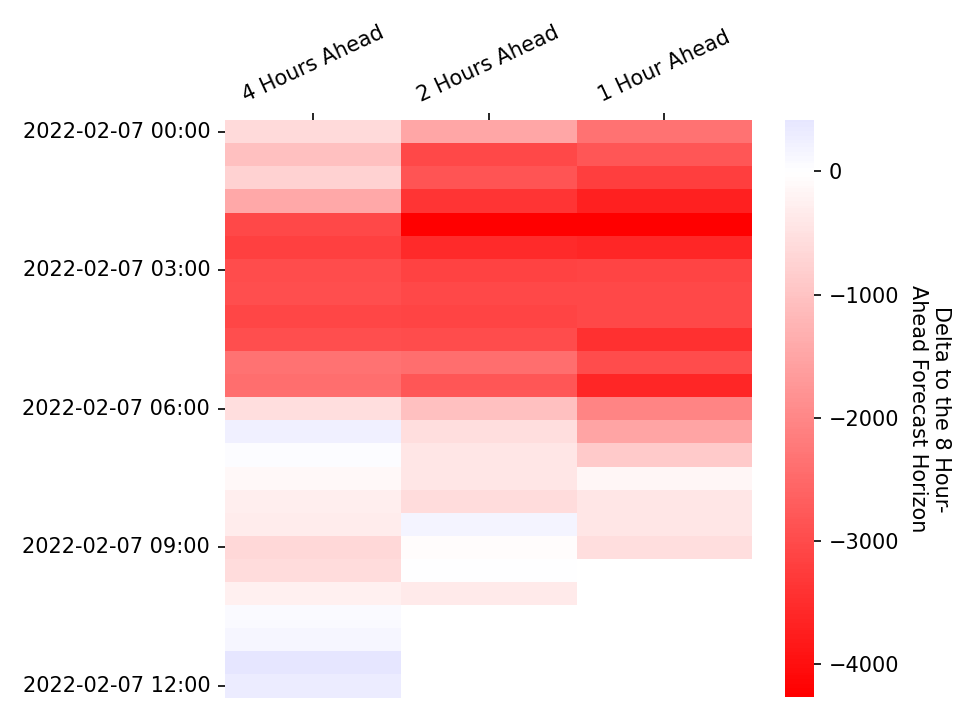 4 Hours Ahead
2 Hours Ahead
1 Hour Ahead
2022-02-07 00:00
2022-02-07 03:00
2022-02-07 06:00
2022-02-07 09:00
2022-02-07 12:00
0
−1000
−2000
−3000
−4000
Delta to the 8 Hour-
Ahead Forecast Horizon